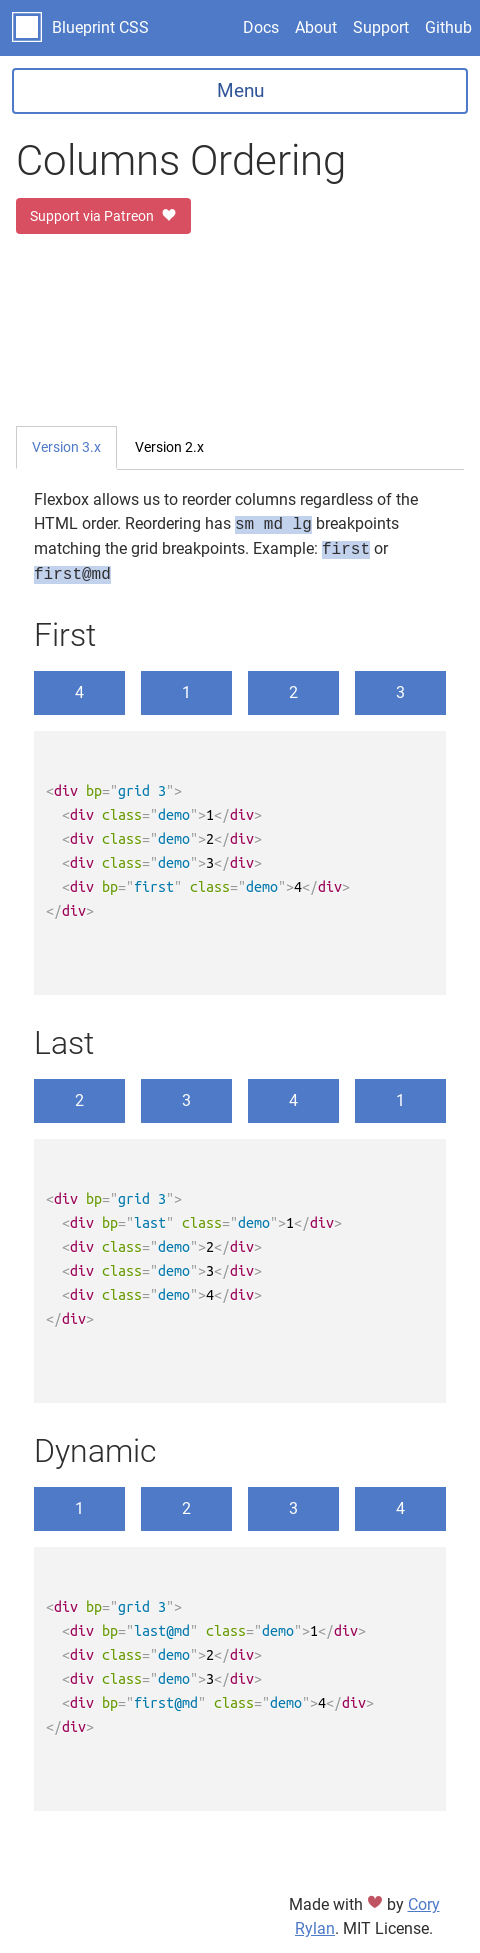 Blueprint CSS Docs About Support Github
Menu
Columns Ordering
Support via Patreon
Version 3.x Version 2.x
Flexbox allows us to reorder columns regardless of the
HTML order. Reordering has sm md lg breakpoints
matching the grid breakpoints. Example: first or
first@md
First
4 1 2 3
<div bp="grid 3">
  <div class="demo">1</div>
  <div class="demo">2</div>
  <div class="demo">3</div>
  <div bp="first" class="demo">4</div>
</div>
Last
2 3 4 1
<div bp="grid 3">
  <div bp="last" class="demo">1</div>
  <div class="demo">2</div>
  <div class="demo">3</div>
  <div class="demo">4</div>
</div>
Dynamic
1 2 3 4
<div bp="grid 3">
  <div bp="last@md" class="demo">1</div>
  <div class="demo">2</div>
  <div class="demo">3</div>
  <div bp="first@md" class="demo">4</div>
</div>
Made with ♥ by Cory
Rylan. MIT License.